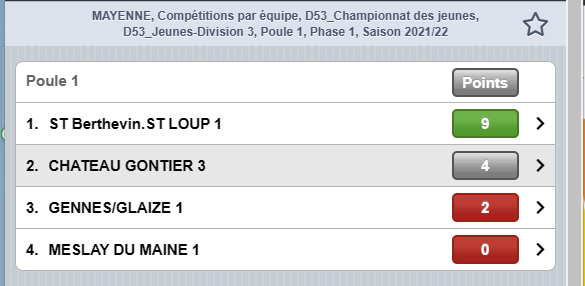 MAYENNE, Compétitions par équipe, D53_Championnat des jeunes,
D53_Jeunes-Division 3, Poule 1, Phase 1, Saison 2021/22
Poule 1 Points
1. ST Berthevin.ST LOUP 1 9
2. CHATEAU GONTIER 3 4
3. GENNES/GLAIZE 1 2
4. MESLAY DU MAINE 1 0